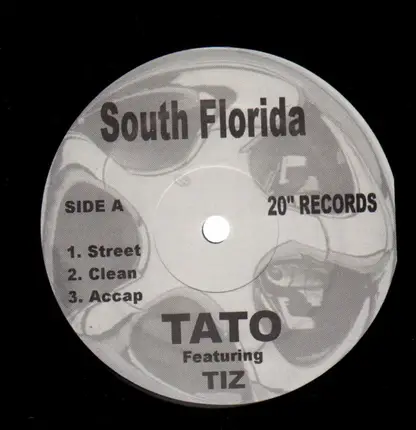 South Florida
SIDE A
20" RECORDS
1. Street
2. Clean
3. Accap
TATO
Featuring
TIZ